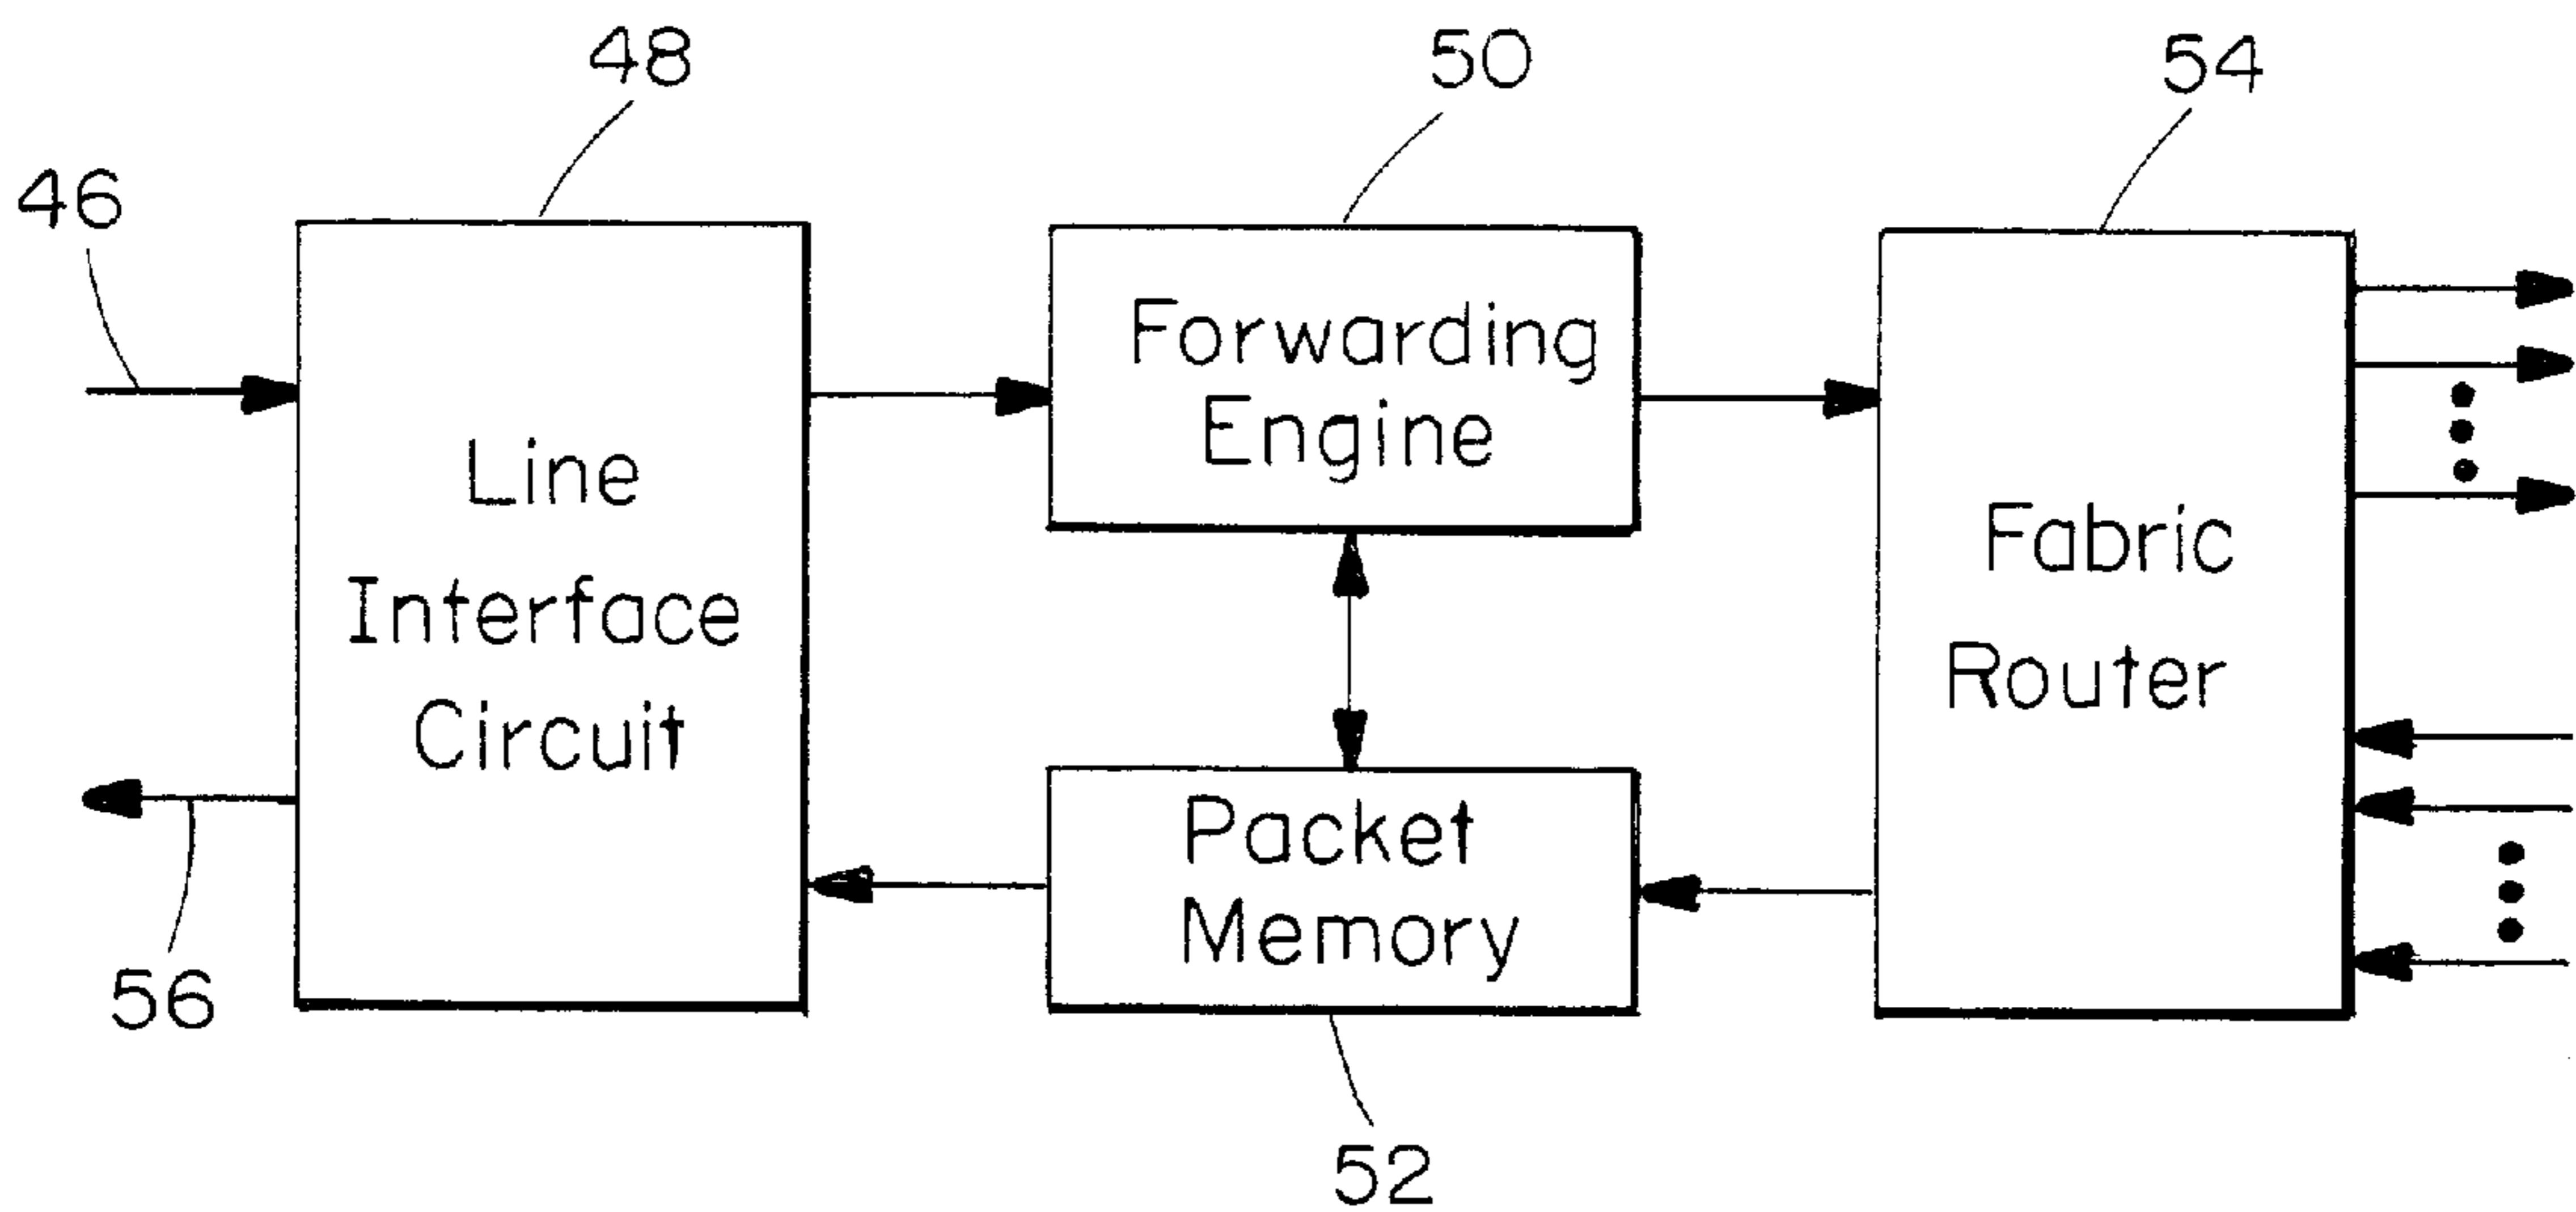 48
50
54
46
Forwarding
Engine
Line
Interface
Circuit
Fabric
Router
Packet
Memory
56
52